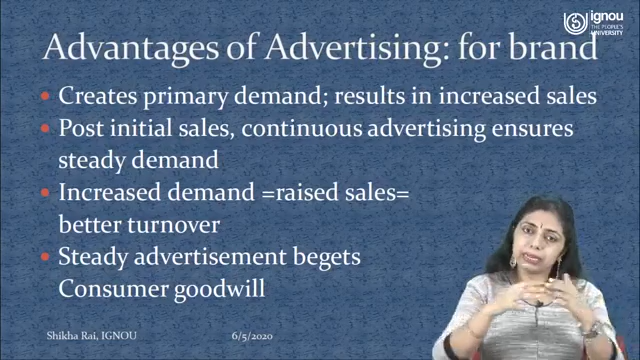 ignou
THE PEOPLE'S
UNIVERSITY
Advantages of Advertising: for brand
• Creates primary demand; results in increased sales
• Post initial sales, continuous advertising ensures
steady demand
• Increased demand =raised sales=
better turnover
• Steady advertisement begets
Consumer goodwill
Shikha Rai, IGNOU
6/5/2020